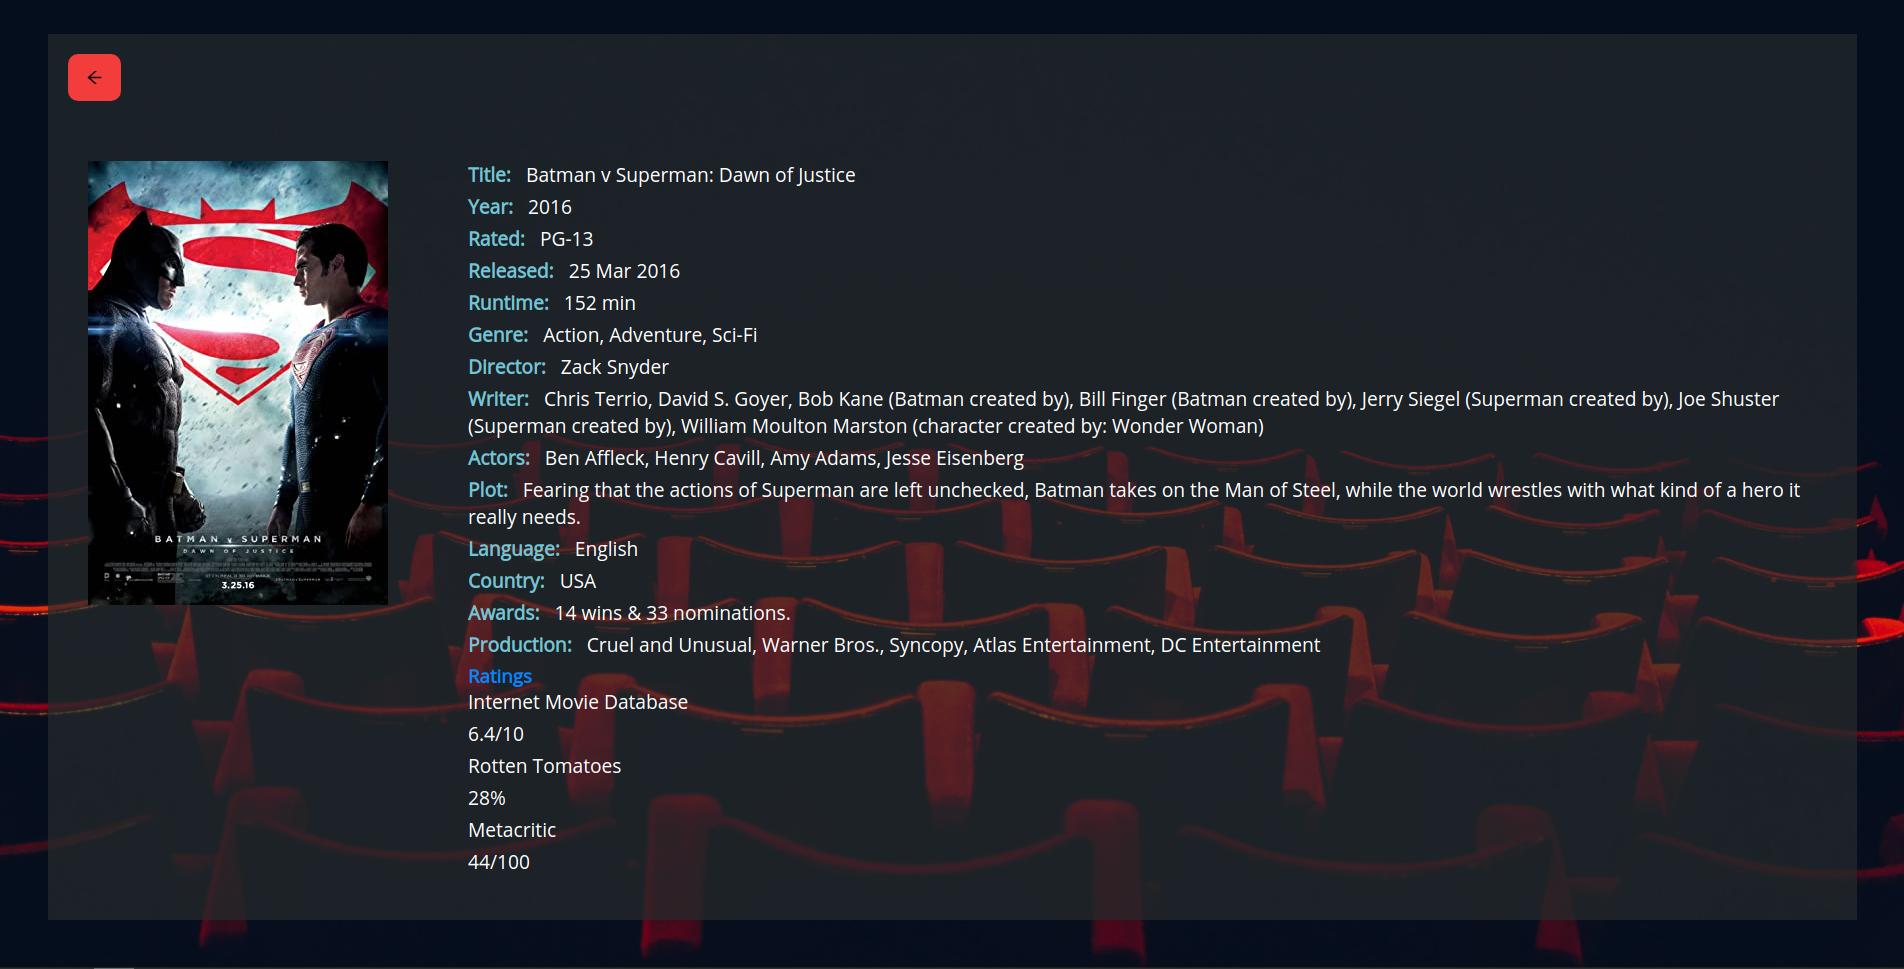 Title: Batman v Superman: Dawn of Justice
Year: 2016
Rated: PG-13
Released: 25 Mar 2016
Runtime: 152 min
Genre: Action, Adventure, Sci-Fi
Director: Zack Snyder
Writer: Chris Terrio, David S. Goyer, Bob Kane (Batman created by), Bill Finger (Batman created by), Jerry Siegel (Superman created by), Joe Shuster
(Superman created by), William Moulton Marston (character created by: Wonder Woman)
Actors: Ben Affleck, Henry Cavill, Amy Adams, Jesse Eisenberg
Plot: Fearing that the actions of Superman are left unchecked, Batman takes on the Man of Steel, while the world wrestles with what kind of a hero it
really needs.
Language: English
Country: USA
Awards: 14 wins & 33 nominations.
Production: Cruel and Unusual, Warner Bros., Syncopy, Atlas Entertainment, DC Entertainment
Ratings
Internet Movie Database
6.4/10
Rotten Tomatoes
28%
Metacritic
44/100
BATMAN v SUPERMAN
DAWN OF JUSTICE
3.25.16